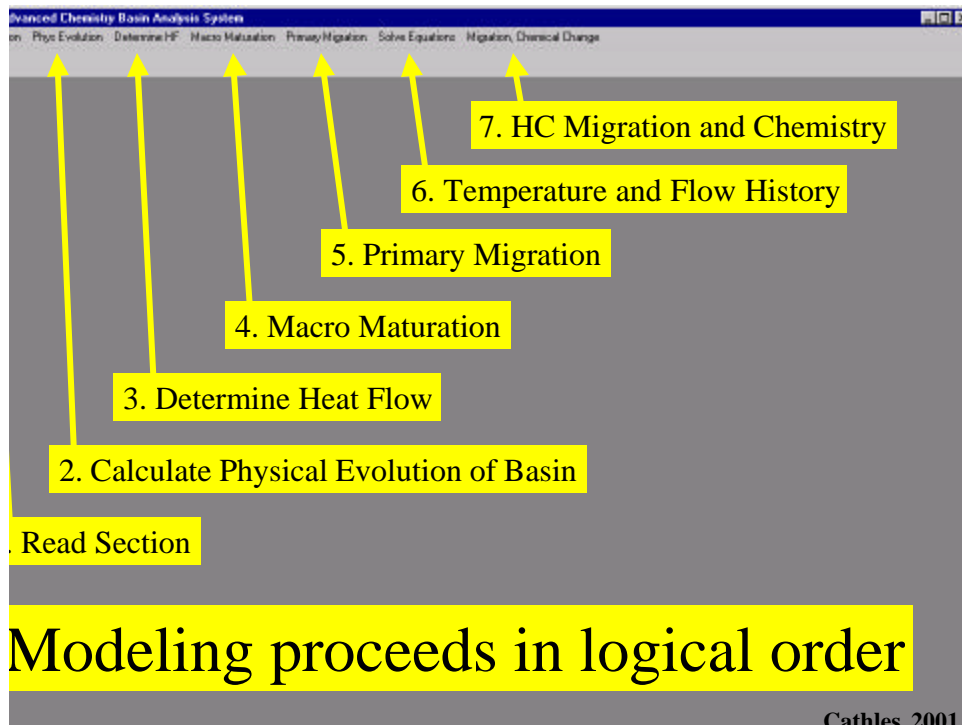 dvanced Chemistry Basin Analysis System
on Phys Evolution Determine HF Macro Maturation Primary Migration Solve Equations Migration, Chemical Change
7. HC Migration and Chemistry
6. Temperature and Flow History
5. Primary Migration
4. Macro Maturation
3. Determine Heat Flow
2. Calculate Physical Evolution of Basin
. Read Section
Modeling proceeds in logical order
Cathles, 2001